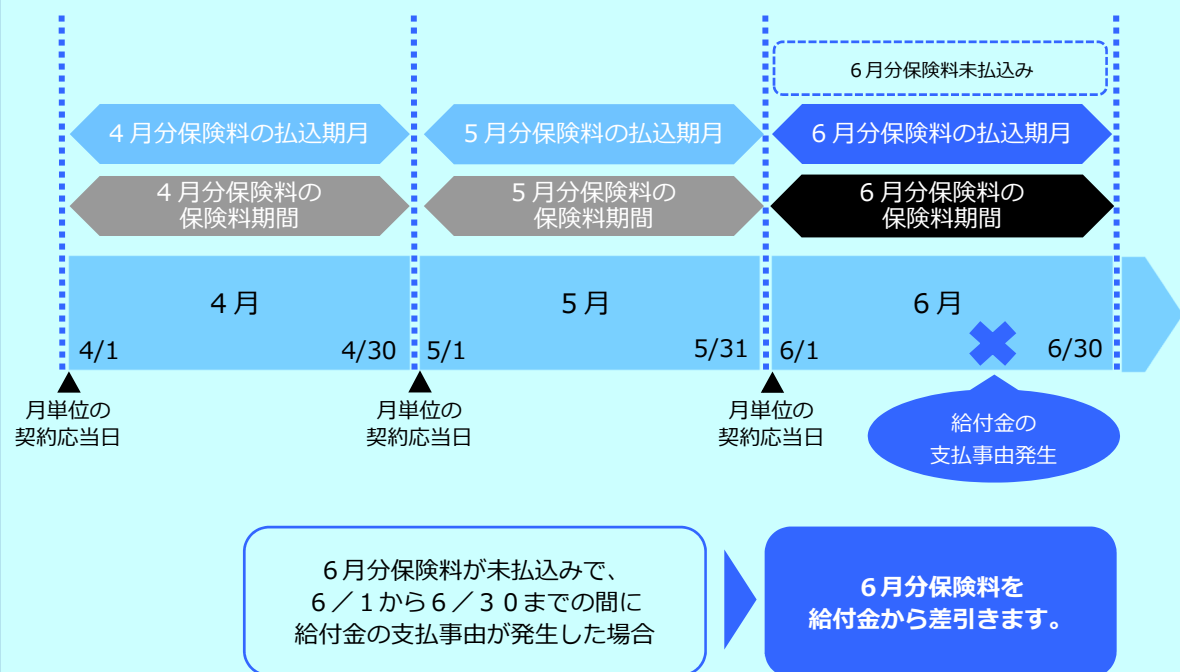 ６月分保険料未払込み
４月分保険料の払込期月
５月分保険料の払込期月
６月分保険料の払込期月
４月分保険料の
保険料期間
５月分保険料の
保険料期間
６月分保険料の
保険料期間
４月
５月
６月
4/1
4/30
5/1
5/31
6/1
6/30
月単位の
契約応当日
月単位の
契約応当日
月単位の
契約応当日
給付金の
支払事由発生
６月分保険料が未払込みで、
６／１から６／３０までの間に
給付金の支払事由が発生した場合
６月分保険料を
給付金から差引きます。